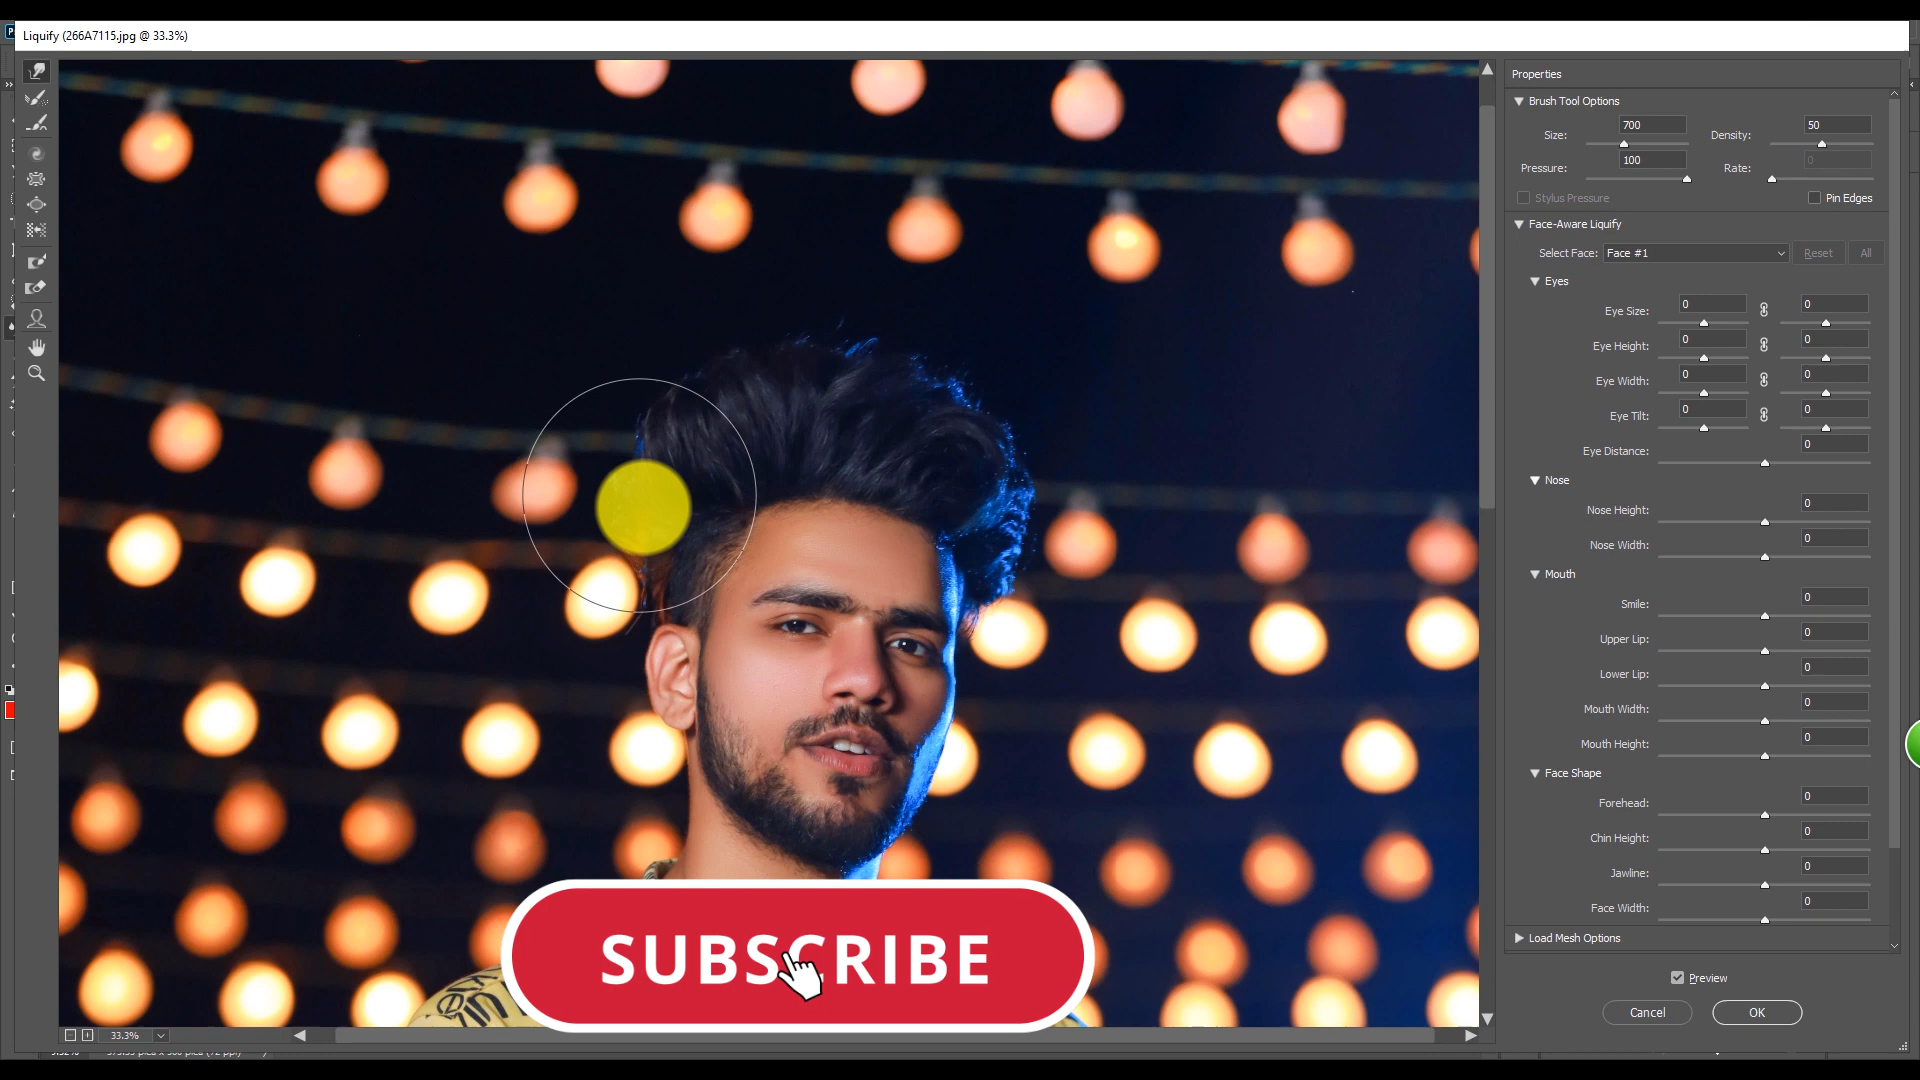 Liquify (266A7115.jpg @ 33.3%)
Properties
Brush Tool Options
Size: 700 Density: 50
Pressure: 100 Rate: 0
Stylus Pressure Pin Edges
Face-Aware Liquify
Select Face: Face #1 Reset All
Eyes
Eye Size: 0 0
Eye Height: 0 0
Eye Width: 0 0
Eye Tilt: 0 0
Eye Distance: 0
Nose
Nose Height: 0
Nose Width: 0
Mouth
Smile: 0
Upper Lip: 0
Lower Lip: 0
Mouth Width: 0
Mouth Height: 0
Face Shape
Forehead: 0
Chin Height: 0
Jawline: 0
Face Width: 0
Load Mesh Options
Preview
Cancel OK
SUBSCRIBE
33.3%